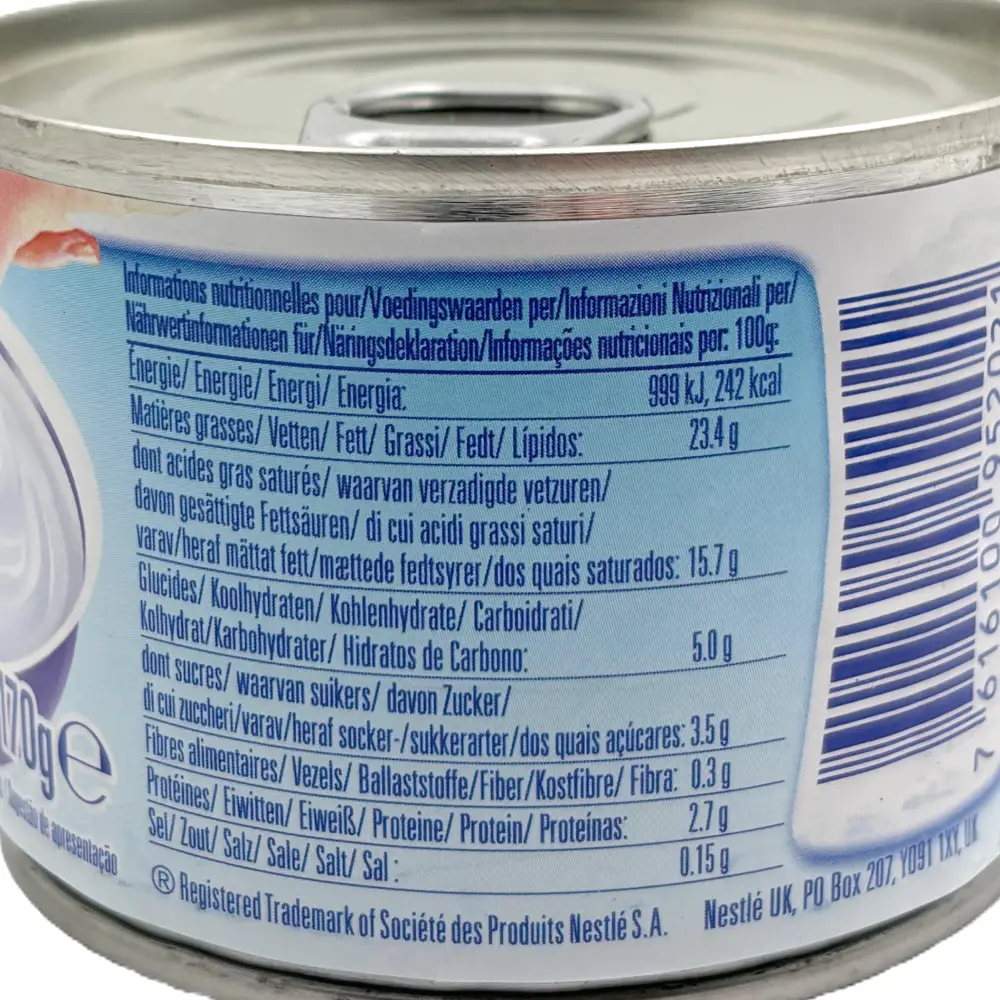 Informations nutritionnelles pour/Voedingswaarden per/Informazioni Nutrizionali per/
Nährwertinformationen für/Näringsdeklaration/Informações nutricionais por: 100g:
Énergie/ Energie/ Energi/ Energia: 999 kJ, 242 kcal
Matières grasses/ Vetten/ Fett/ Grassi/ Fedt/ Lípidos: 23.4 g
dont acides gras saturés/ waarvan verzadigde vetzuren/
davon gesättigte Fettsäuren/ di cui acidi grassi saturi/
varav/heraf mättat fett/mættede fedtsyrer/dos quais saturados: 15.7 g
Glucides/ Koolhydraten/ Kohlenhydrate/ Carboidrati/
Kolhydrat/Karbohydrater/ Hidratos de Carbono: 5.0 g
dont sucres/ waarvan suikers/ davon Zucker/
di cui zuccheri/varav/heraf socker-/sukkerarter/dos quais açúcares: 3.5 g
Fibres alimentaires/ Vezels/ Ballaststoffe/Fiber/Kostfibre/ Fibra: 0.3 g
Protéines/ Eiwitten/ Eiweiß/ Proteine/ Protein/ Proteínas: 2.7 g
Sel/ Zout/ Salz/ Sale/ Salt/ Sal : 0.15 g
® Registered Trademark of Société des Produits Nestlé S.A.
Nestlé UK, PO Box 207, YO91 1XY, UK
170g e
de apresentação
7 616100 952021